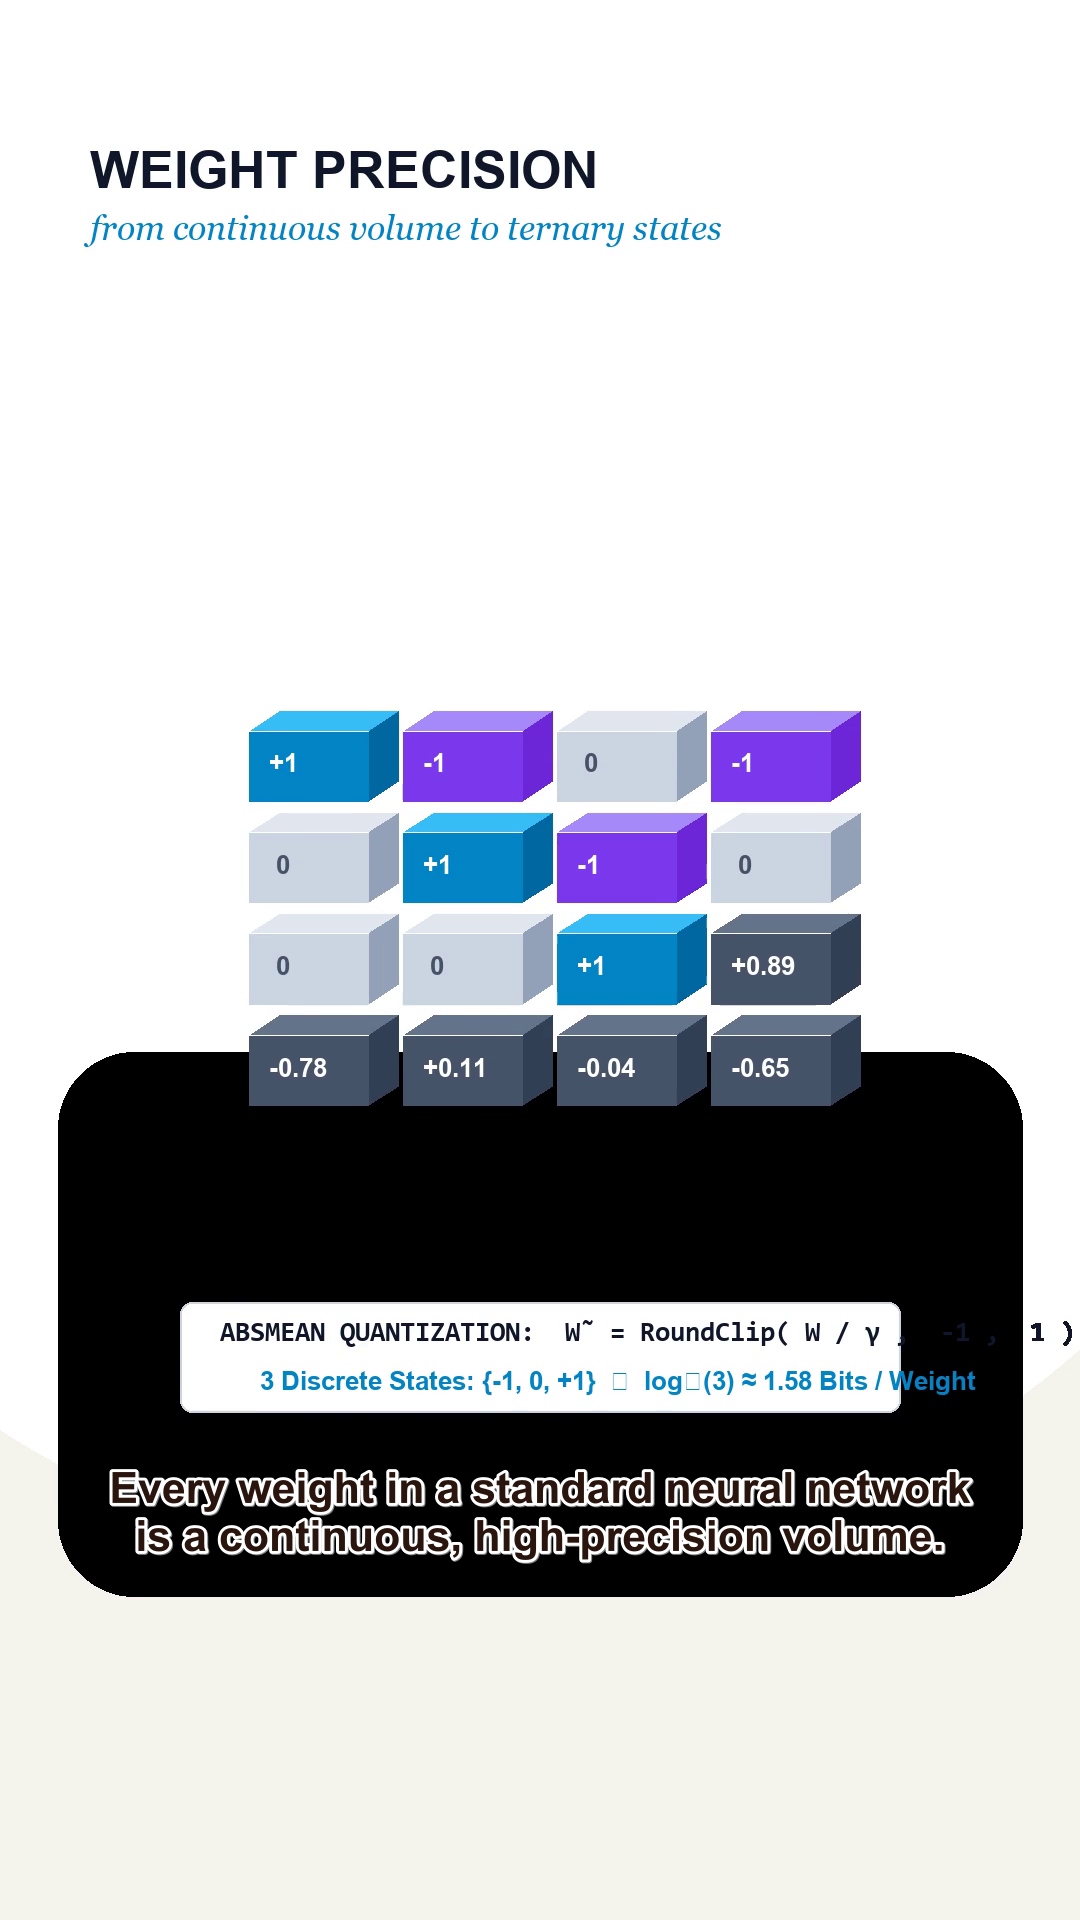 WEIGHT PRECISION
from continuous volume to ternary states
+1 -1 0 -1
0 +1 -1 0
0 0 +1 +0.89
-0.78 +0.11 -0.04 -0.65
ABSMEAN QUANTIZATION: W˜ = RoundClip( W / γ , -1 , 1 )
3 Discrete States: {-1, 0, +1} □ log□(3) ≈ 1.58 Bits / Weight
Every weight in a standard neural network
is a continuous, high-precision volume.